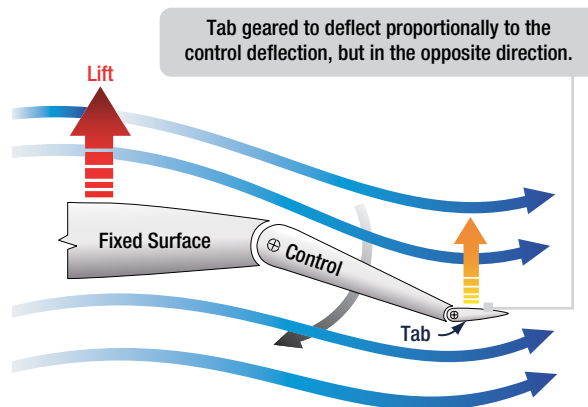 Tab geared to deflect proportionally to the
control deflection, but in the opposite direction.
Lift
Fixed Surface
Control
Tab